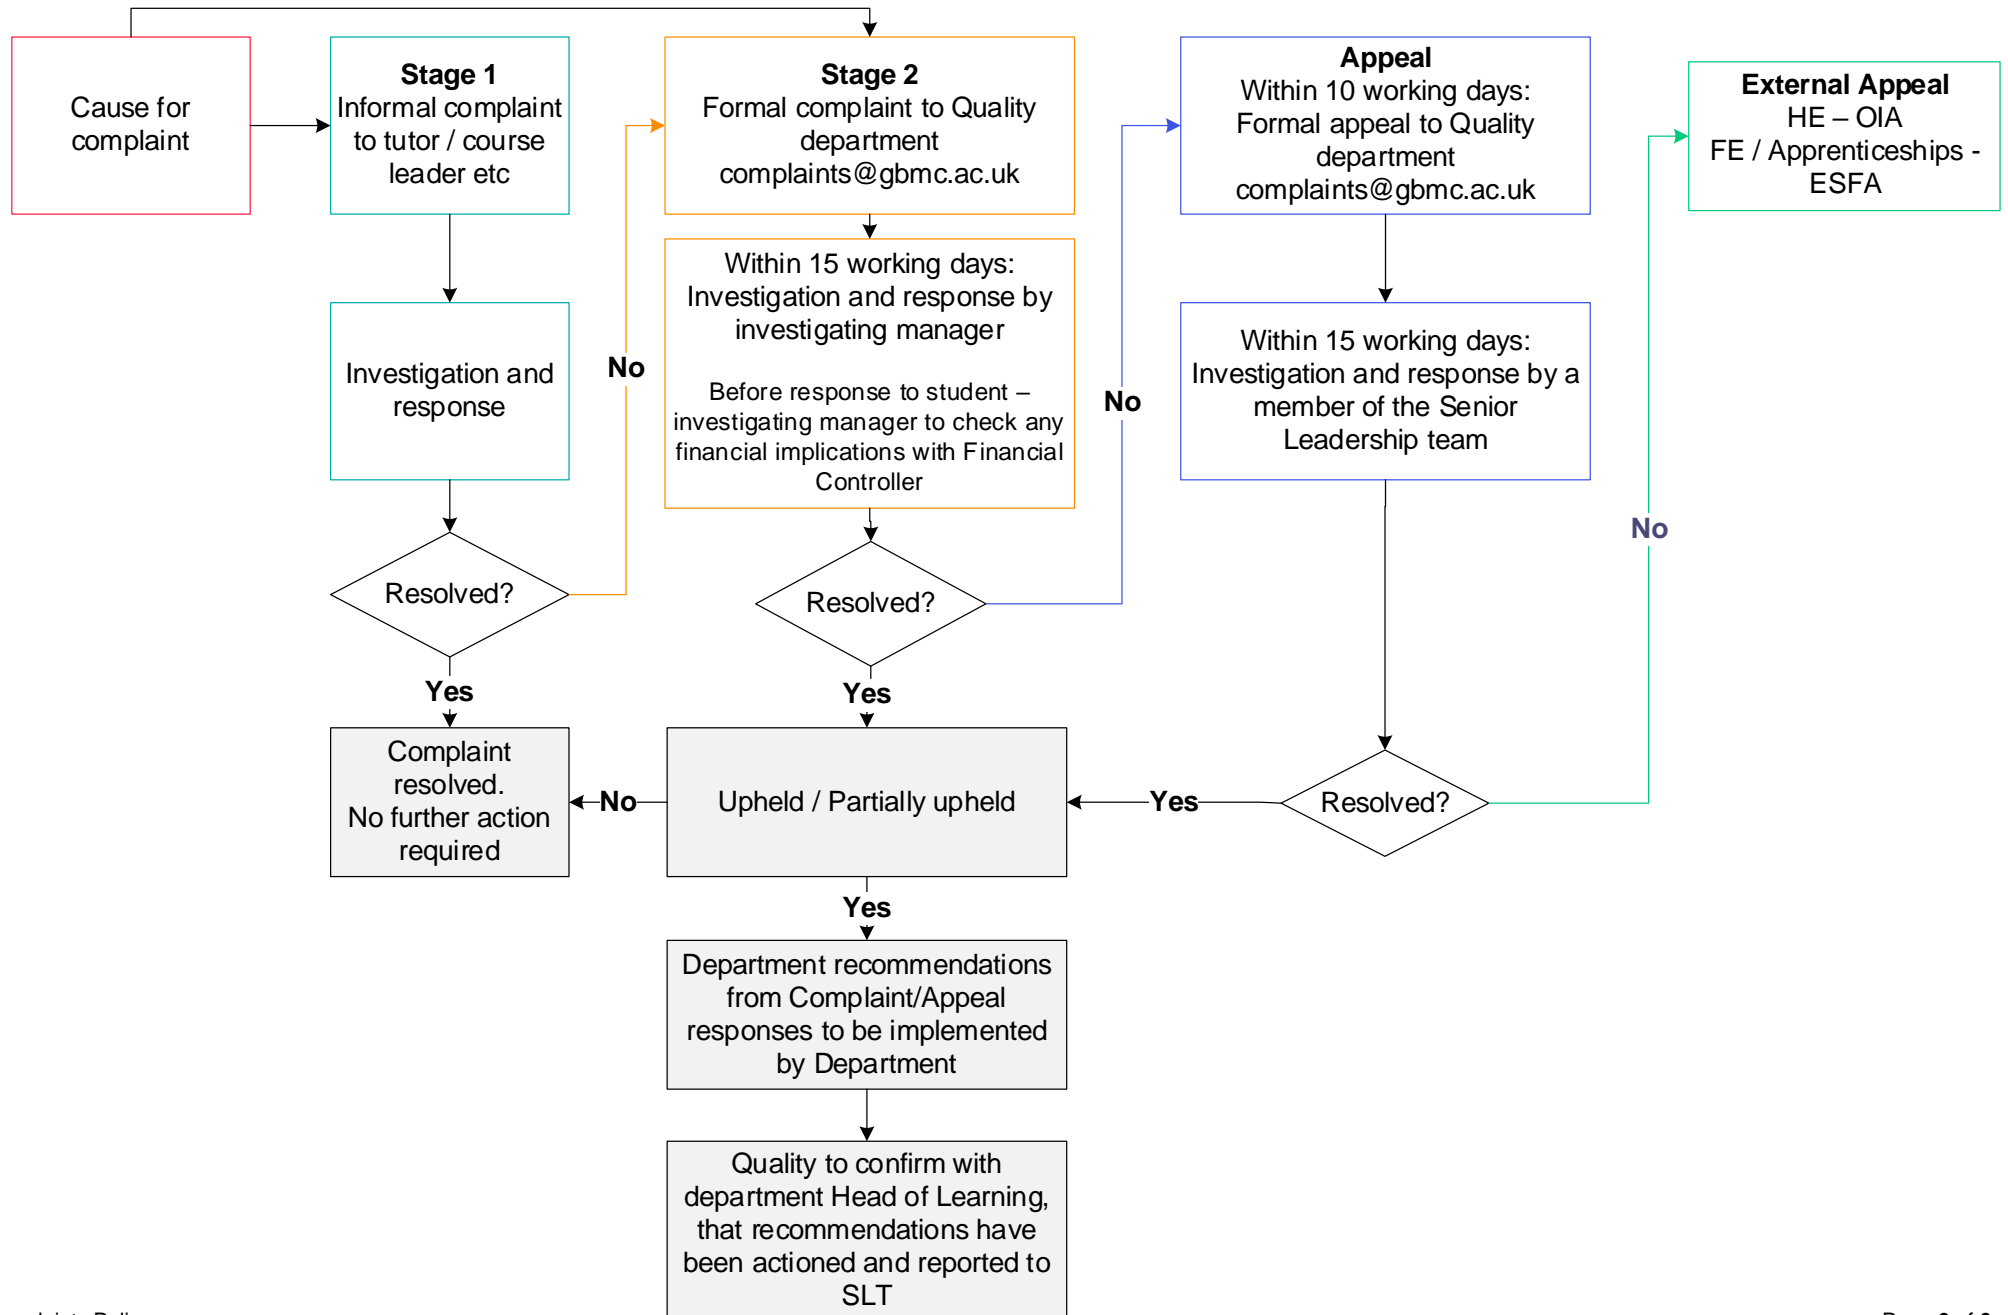 Cause for
complaint
Stage 1
Informal complaint
to tutor / course
leader etc
Investigation and
response
Resolved?
Yes
Complaint
resolved.
No further action
required
No
Stage 2
Formal complaint to Quality
department
complaints@gbmc.ac.uk
Within 15 working days:
Investigation and response by
investigating manager
Before response to student –
investigating manager to check any
financial implications with Financial
Controller
Resolved?
Yes
Upheld / Partially upheld
No
Yes
Department recommendations
from Complaint/Appeal
responses to be implemented
by Department
Quality to confirm with
department Head of Learning,
that recommendations have
been actioned and reported to
SLT
No
Appeal
Within 10 working days:
Formal appeal to Quality
department
complaints@gbmc.ac.uk
Within 15 working days:
Investigation and response by a
member of the Senior
Leadership team
Resolved?
Yes
No
External Appeal
HE – OIA
FE / Apprenticeships -
ESFA